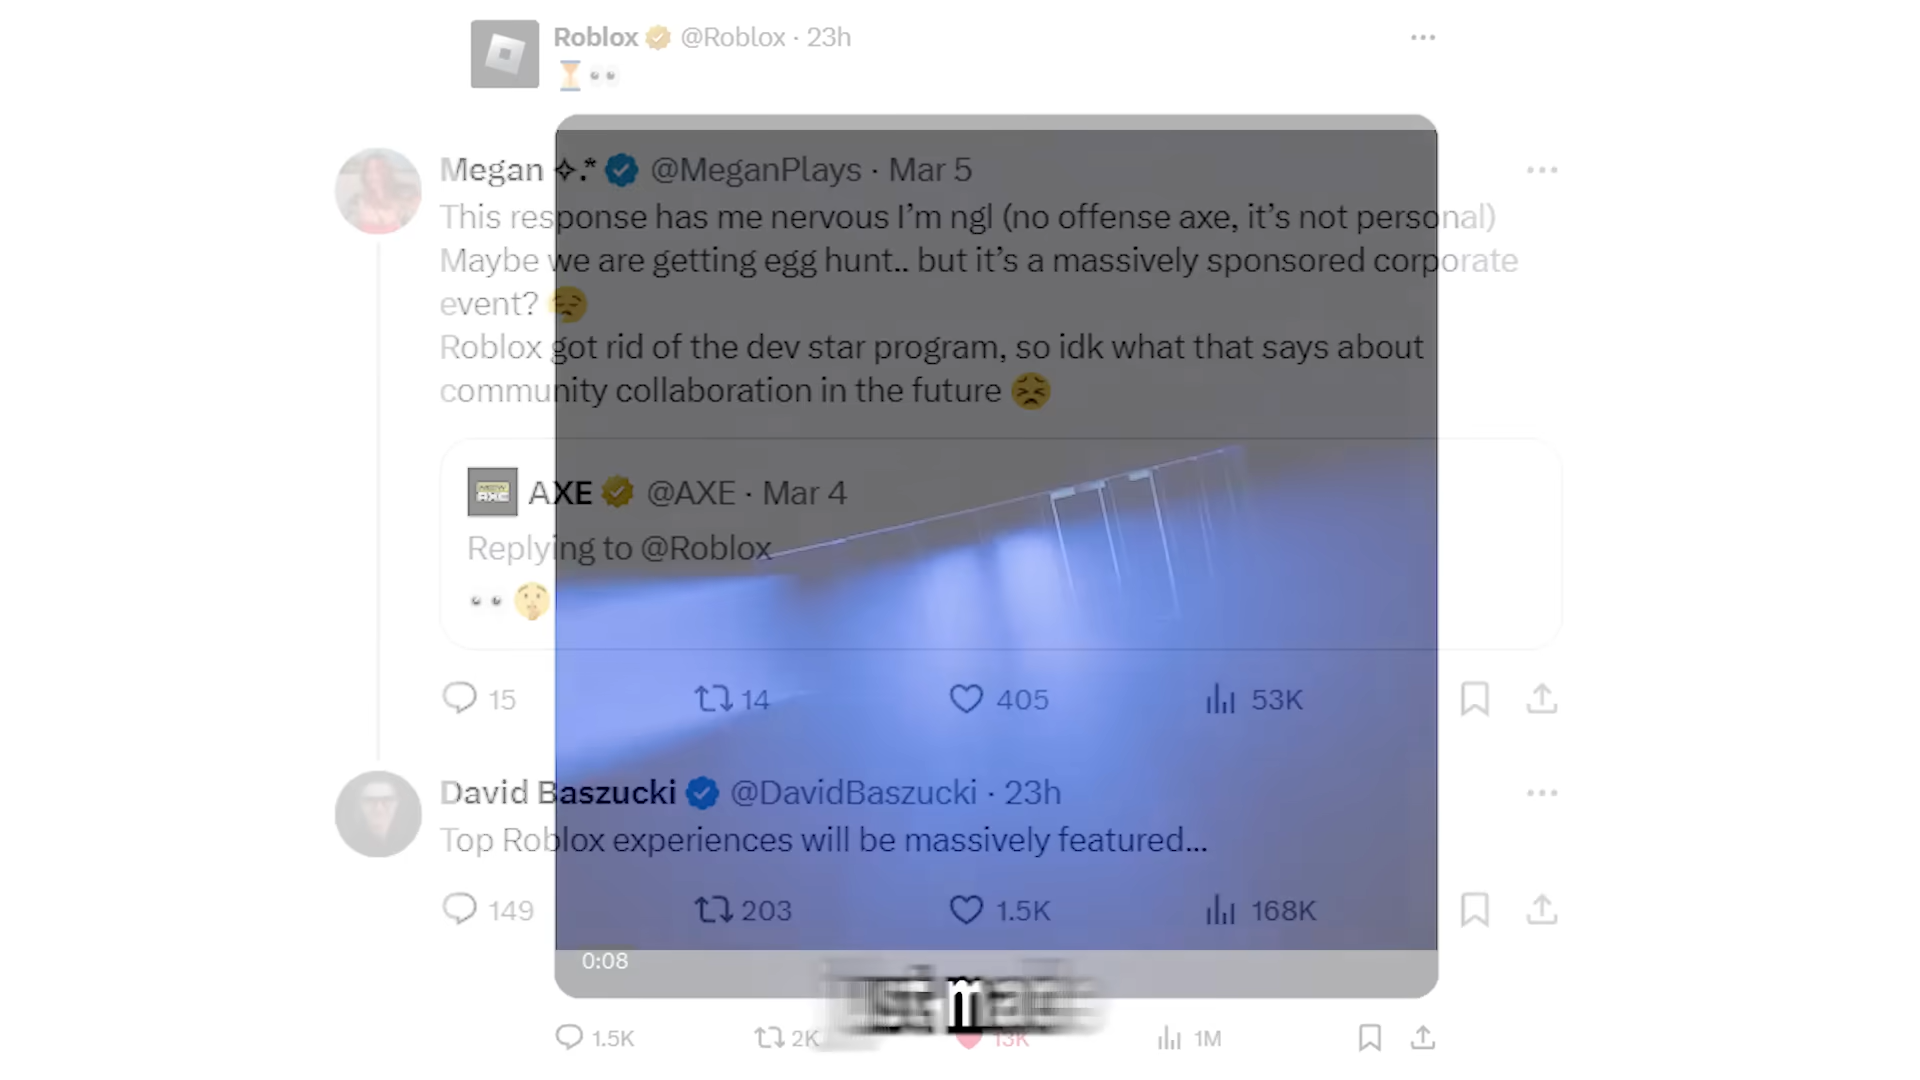 Roblox @Roblox · 23h
⏳👀
Megan ✧.* @MeganPlays · Mar 5
This response has me nervous I’m ngl (no offense axe, it’s not personal)
Maybe we are getting egg hunt.. but it’s a massively sponsored corporate
event? 😮‍💨
Roblox got rid of the dev star program, so idk what that says about
community collaboration in the future 😣
AXE @AXE · Mar 4
Replying to @Roblox
👀🤫
15 14 405 53K
David Baszucki @DavidBaszucki · 23h
Top Roblox experiences will be massively featured...
149 203 1.5K 168K
0:08
1.5K 2K 13K 1M